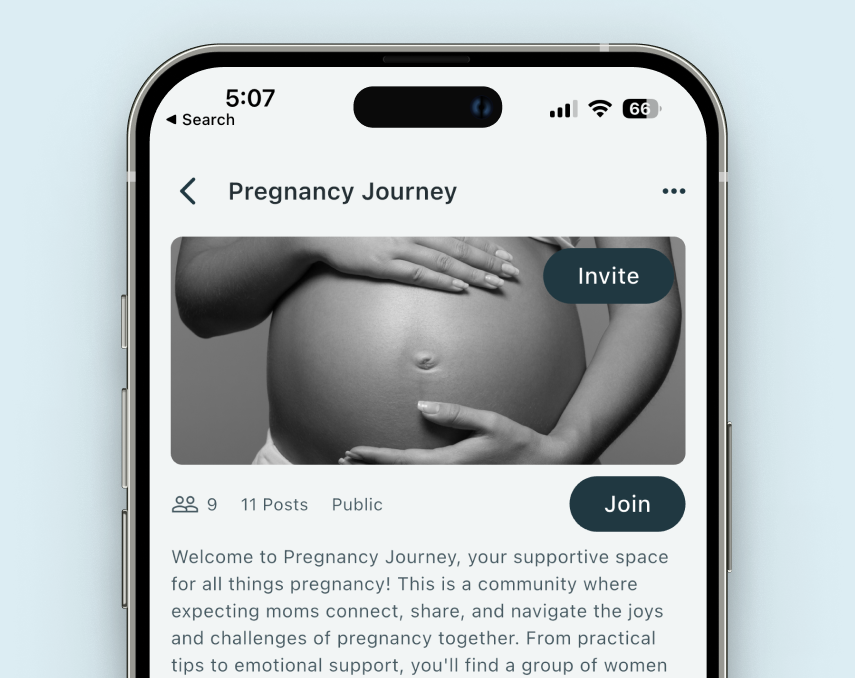 5:07
◀ Search
66
Pregnancy Journey
Invite
9 11 Posts Public
Join
Welcome to Pregnancy Journey, your supportive space
for all things pregnancy! This is a community where
expecting moms connect, share, and navigate the joys
and challenges of pregnancy together. From practical
tips to emotional support, you'll find a group of women